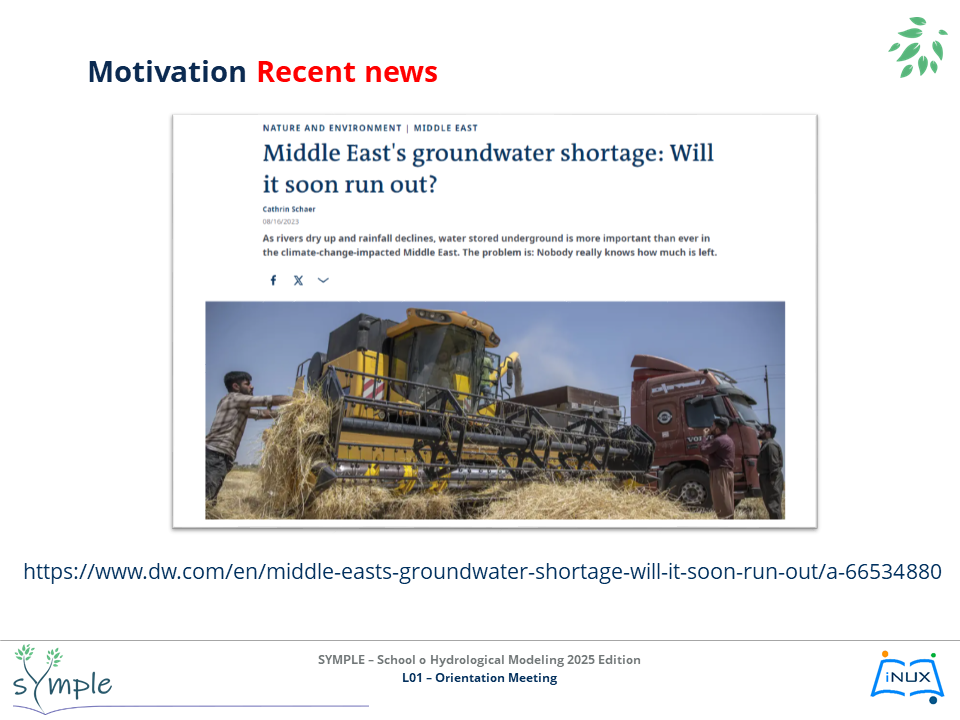 Motivation Recent news
NATURE AND ENVIRONMENT | MIDDLE EAST
Middle East's groundwater shortage: Will
it soon run out?
Cathrin Schaer
08/16/2023
As rivers dry up and rainfall declines, water stored underground is more important than ever in
the climate-change-impacted Middle East. The problem is: Nobody really knows how much is left.
https://www.dw.com/en/middle-easts-groundwater-shortage-will-it-soon-run-out/a-66534880
SYMPLE – School o Hydrological Modeling 2025 Edition
L01 – Orientation Meeting
sYmple
iNUX